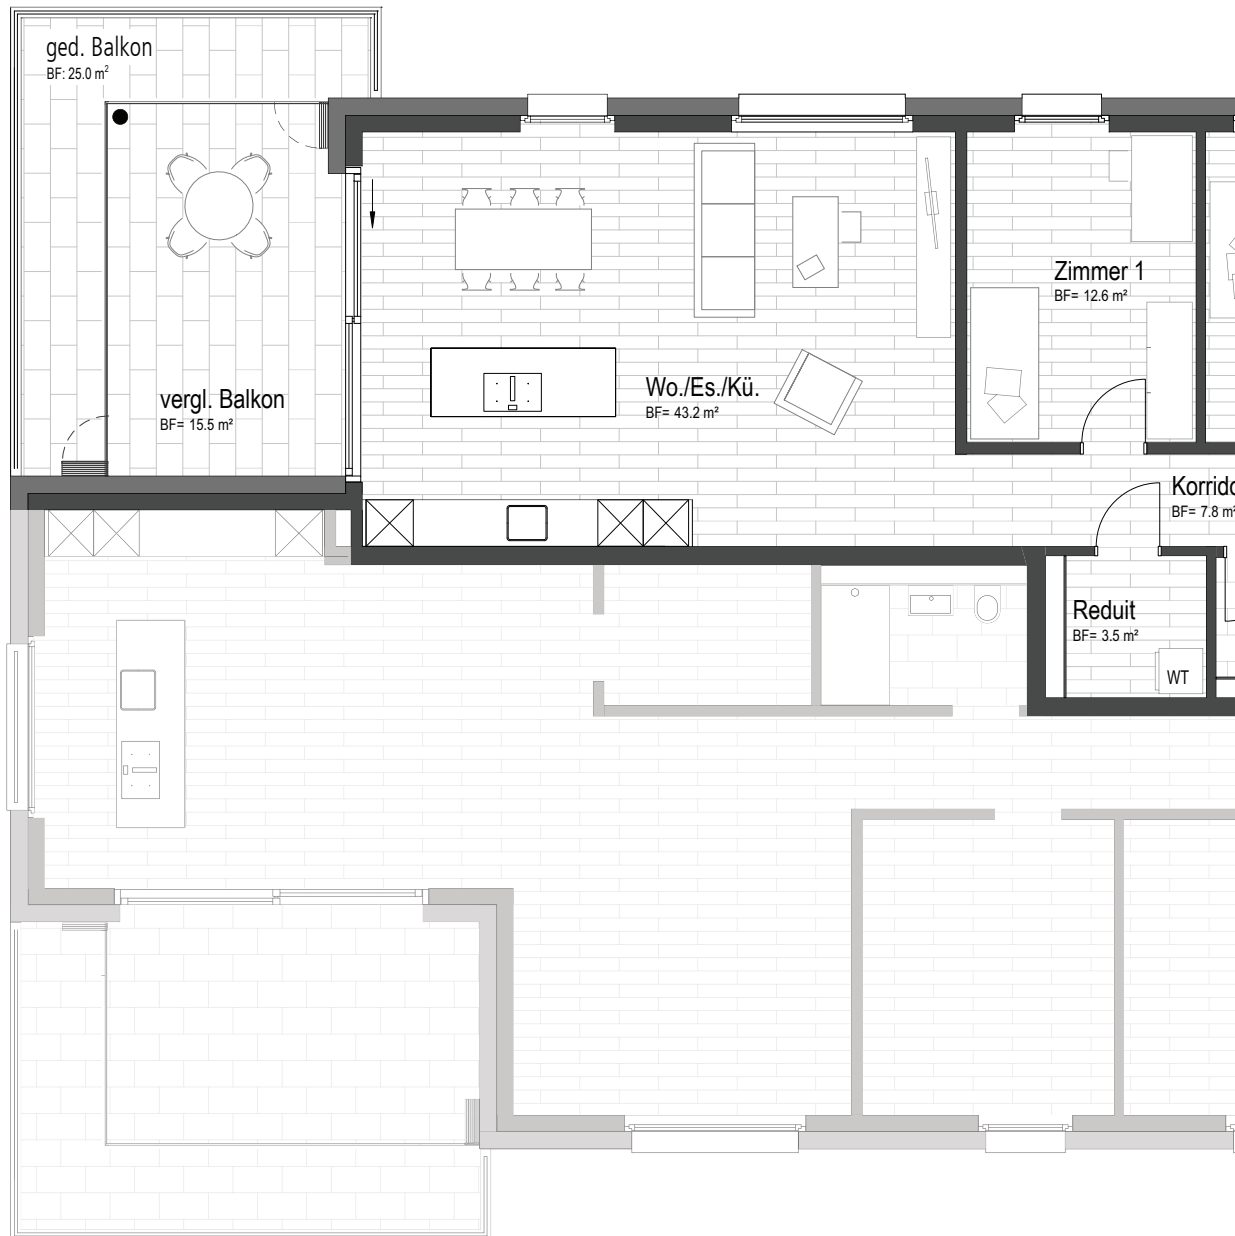 ged. Balkon
BF: 25.0 m²
vergl. Balkon
BF= 15.5 m²
Wo./Es./Kü.
BF= 43.2 m²
Zimmer 1
BF= 12.6 m²
Korrido
BF= 7.8 m²
Reduit
BF= 3.5 m²
WT